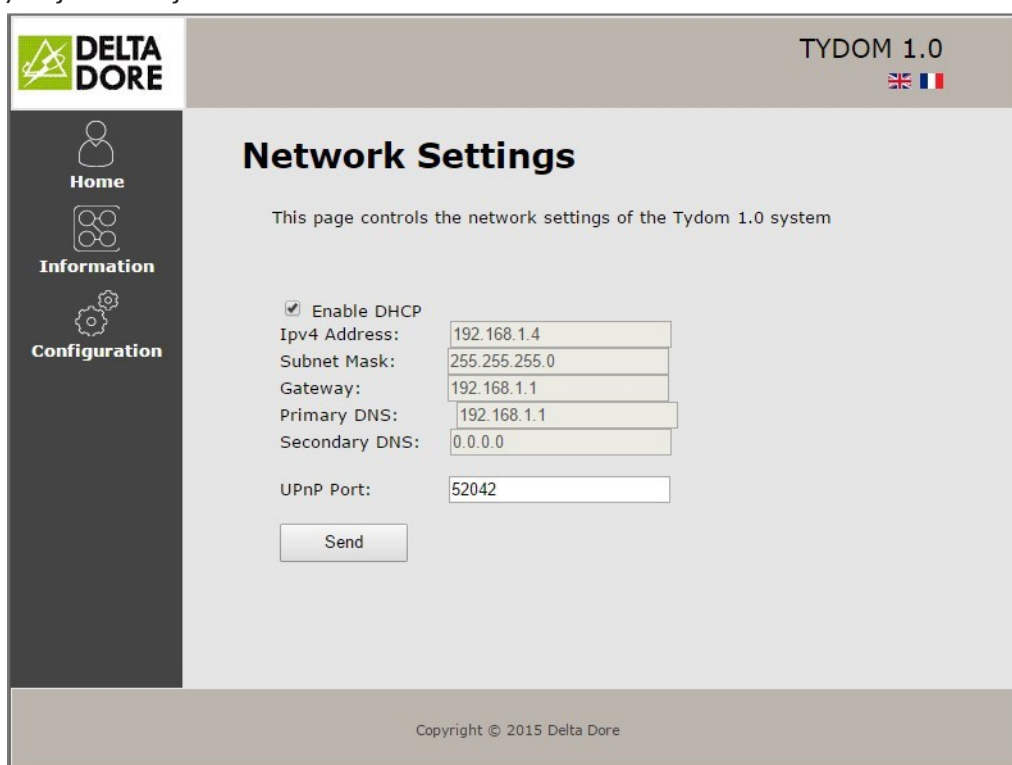 DELTA
DORE
TYDOM 1.0
Home
Information
Configuration
Network Settings
This page controls the network settings of the Tydom 1.0 system
Enable DHCP
Ipv4 Address: 192.168.1.4
Subnet Mask: 255.255.255.0
Gateway: 192.168.1.1
Primary DNS: 192.168.1.1
Secondary DNS: 0.0.0.0
UPnP Port: 52042
Send
Copyright © 2015 Delta Dore